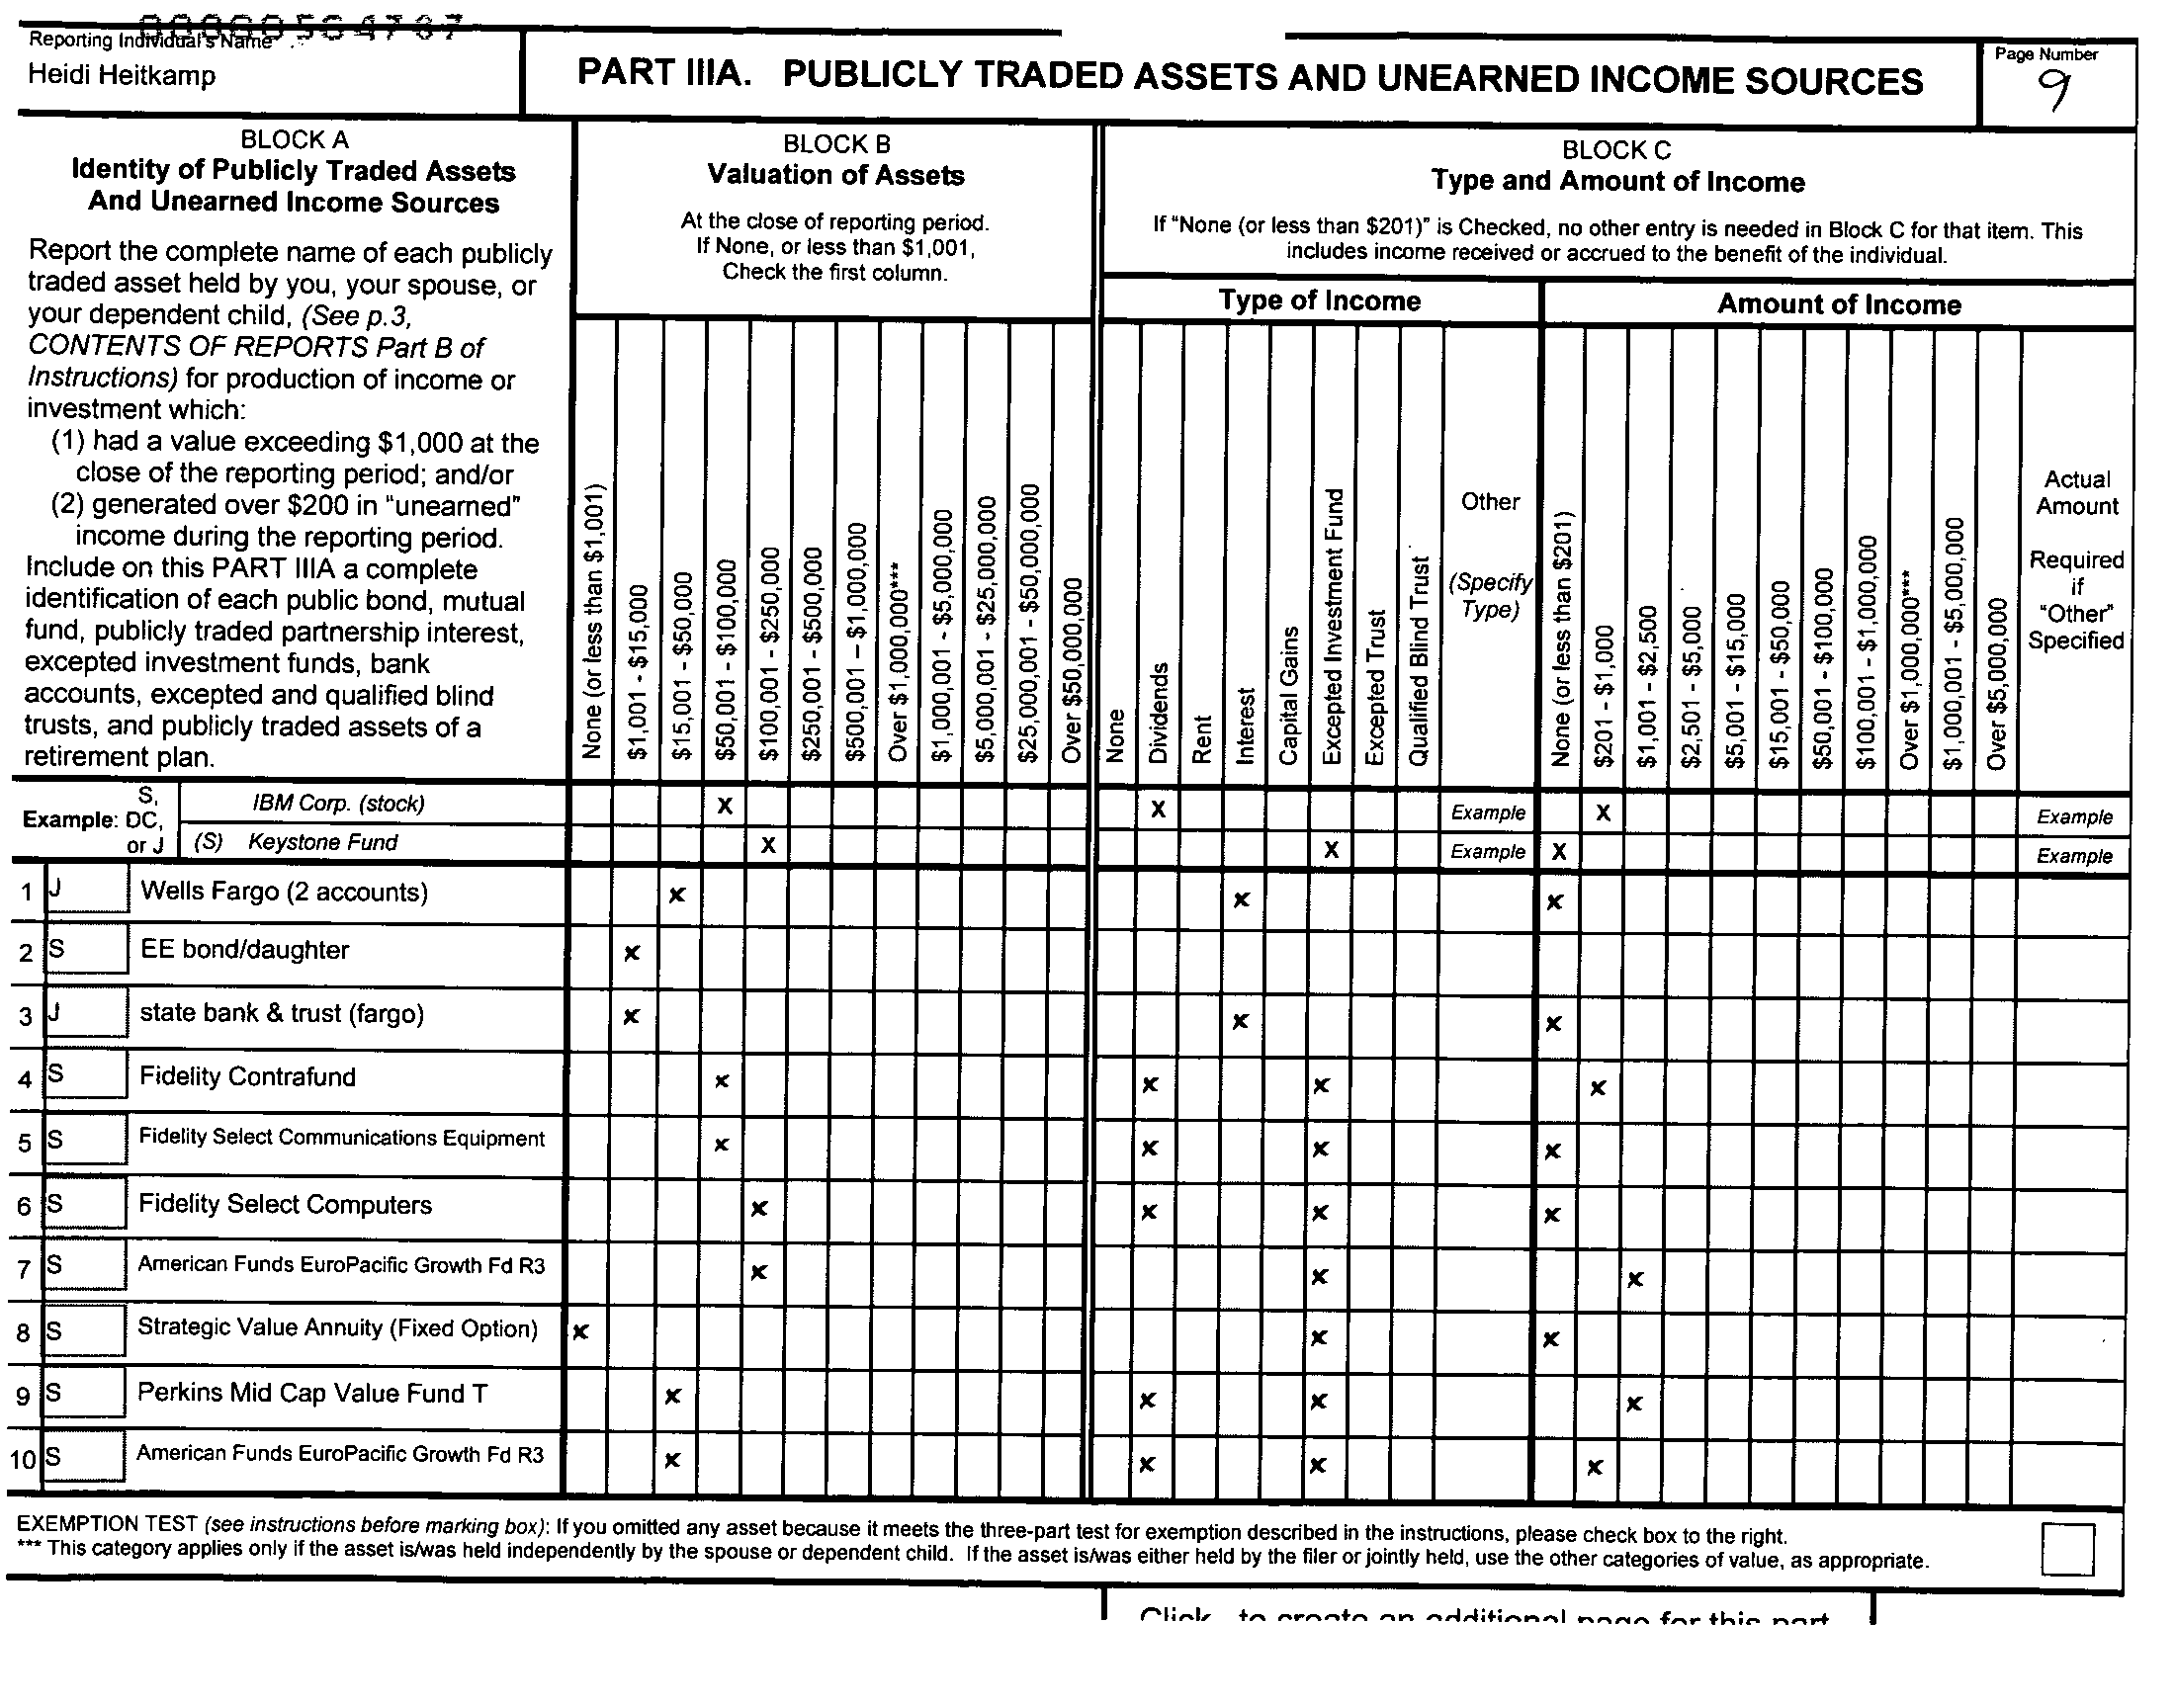 00000564787
Reporting Individual's Name
Heidi Heitkamp
PART IIIA. PUBLICLY TRADED ASSETS AND UNEARNED INCOME SOURCES
Page Number
9
BLOCK A
Identity of Publicly Traded Assets
And Unearned Income Sources
Report the complete name of each publicly
traded asset held by you, your spouse, or
your dependent child, (See p.3,
CONTENTS OF REPORTS Part B of
Instructions) for production of income or
investment which:
(1) had a value exceeding $1,000 at the
close of the reporting period; and/or
(2) generated over $200 in "unearned"
income during the reporting period.
Include on this PART IIIA a complete
identification of each public bond, mutual
fund, publicly traded partnership interest,
excepted investment funds, bank
accounts, excepted and qualified blind
trusts, and publicly traded assets of a
retirement plan.
BLOCK B
Valuation of Assets
At the close of reporting period.
If None, or less than $1,001,
Check the first column.
None (or less than $1,001)
$1,001 - $15,000
$15,001 - $50,000
$50,001 - $100,000
$100,001 - $250,000
$250,001 - $500,000
$500,001 – $1,000,000
Over $1,000,000***
$1,000,001 - $5,000,000
$5,000,001 - $25,000,000
$25,000,001 - $50,000,000
Over $50,000,000
BLOCK C
Type and Amount of Income
If "None (or less than $201)" is Checked, no other entry is needed in Block C for that item. This
includes income received or accrued to the benefit of the individual.
Type of Income
None
Dividends
Rent
Interest
Capital Gains
Excepted Investment Fund
Excepted Trust
Qualified Blind Trust
Other
(Specify
Type)
Amount of Income
None (or less than $201)
$201 - $1,000
$1,001 - $2,500
$2,501 - $5,000
$5,001 - $15,000
$15,001 - $50,000
$50,001 - $100,000
$100,001 - $1,000,000
Over $1,000,000***
$1,000,001 - $5,000,000
Over $5,000,000
Actual
Amount
Required
if
"Other"
Specified
Example: S, DC, or J
IBM Corp. (stock) X X Example X Example
(S) Keystone Fund X X Example X Example
1 J Wells Fargo (2 accounts) x x x
2 S EE bond/daughter x
3 J state bank & trust (fargo) x x x
4 S Fidelity Contrafund x x x x
5 S Fidelity Select Communications Equipment x x x x
6 S Fidelity Select Computers x x x x
7 S American Funds EuroPacific Growth Fd R3 x x x
8 S Strategic Value Annuity (Fixed Option) x x x
9 S Perkins Mid Cap Value Fund T x x x x
10 S American Funds EuroPacific Growth Fd R3 x x x x
EXEMPTION TEST (see instructions before marking box): If you omitted any asset because it meets the three-part test for exemption described in the instructions, please check box to the right.
*** This category applies only if the asset is/was held independently by the spouse or dependent child. If the asset is/was either held by the filer or jointly held, use the other categories of value, as appropriate.
Click to create an additional page for this part